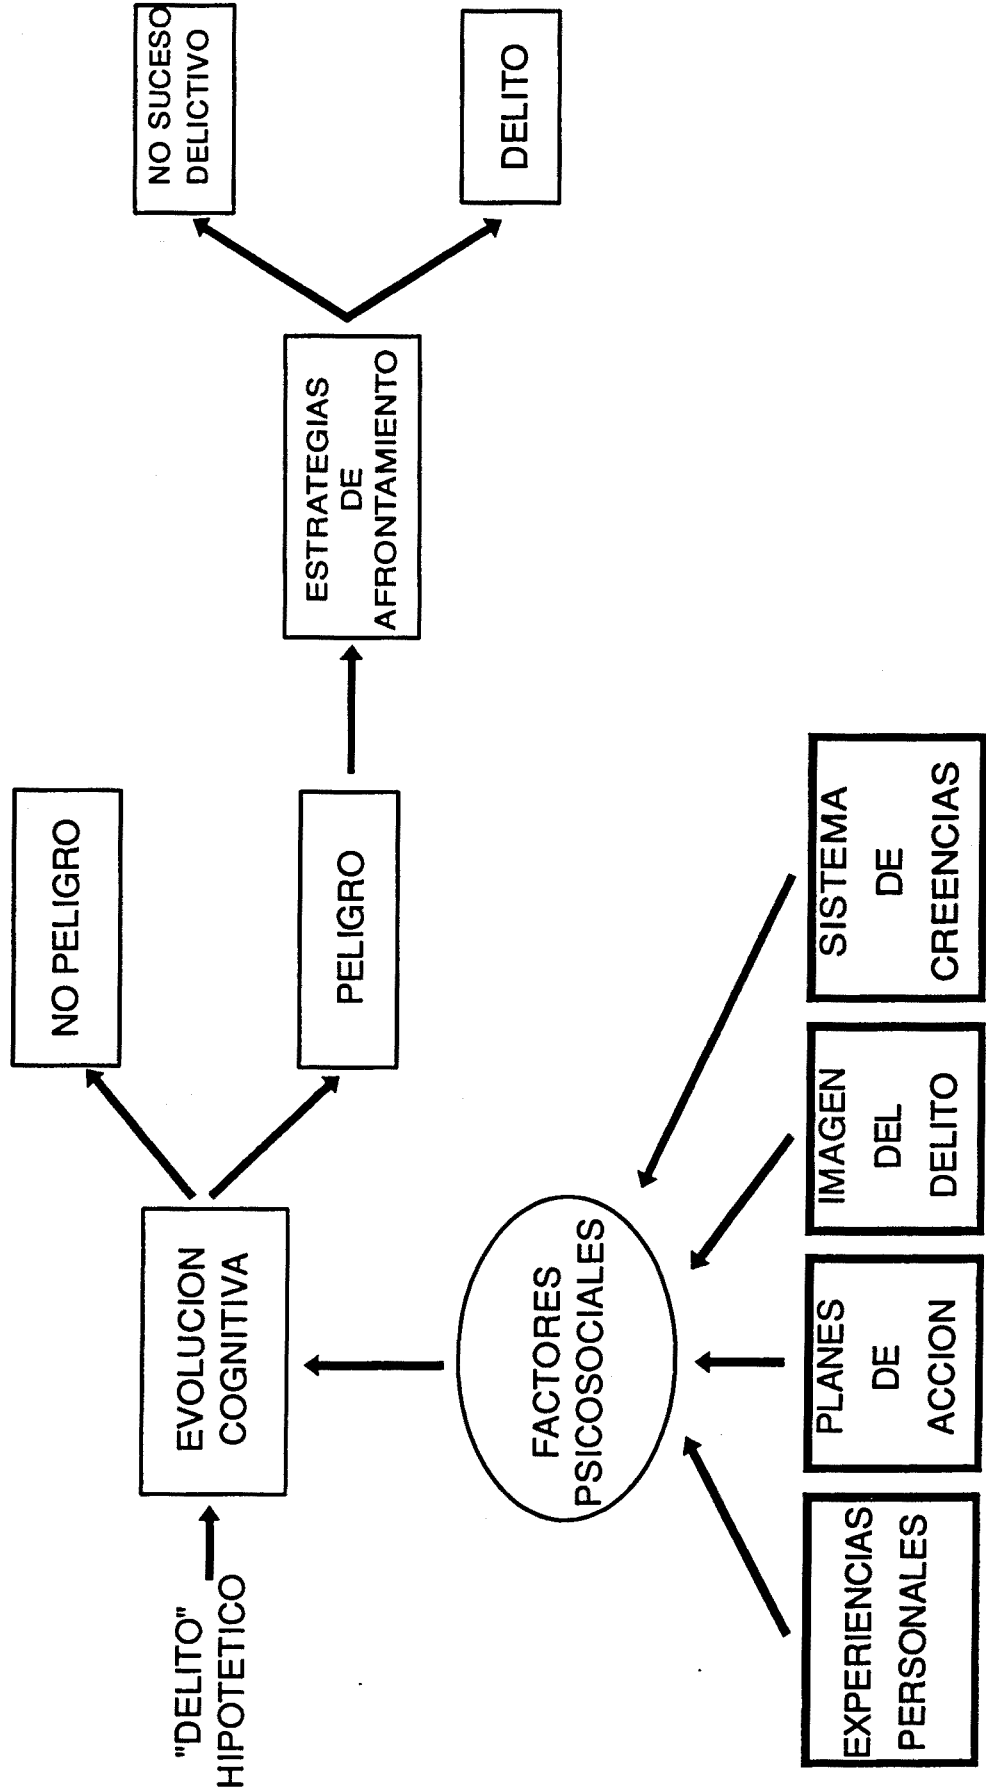 "DELITO"
HIPOTETICO
EVOLUCION
COGNITIVA
NO PELIGRO
PELIGRO
ESTRATEGIAS
DE
AFRONTAMIENTO
NO SUCESO
DELICTIVO
DELITO
FACTORES
PSICOSOCIALES
EXPERIENCIAS
PERSONALES
PLANES
DE
ACCION
IMAGEN
DEL
DELITO
SISTEMA
DE
CREENCIAS